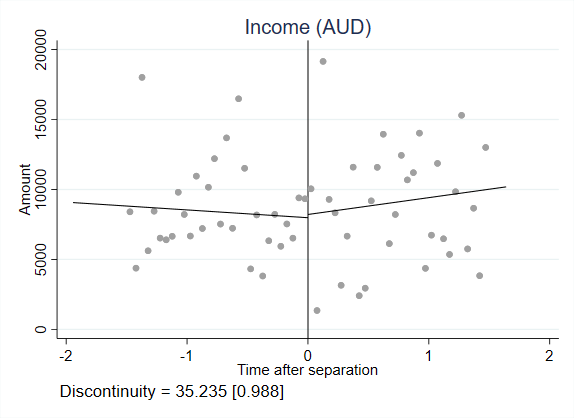 Income (AUD)
20000
15000
10000
5000
0
Amount
-2
-1
0
1
2
Time after separation
Discontinuity = 35.235 [0.988]